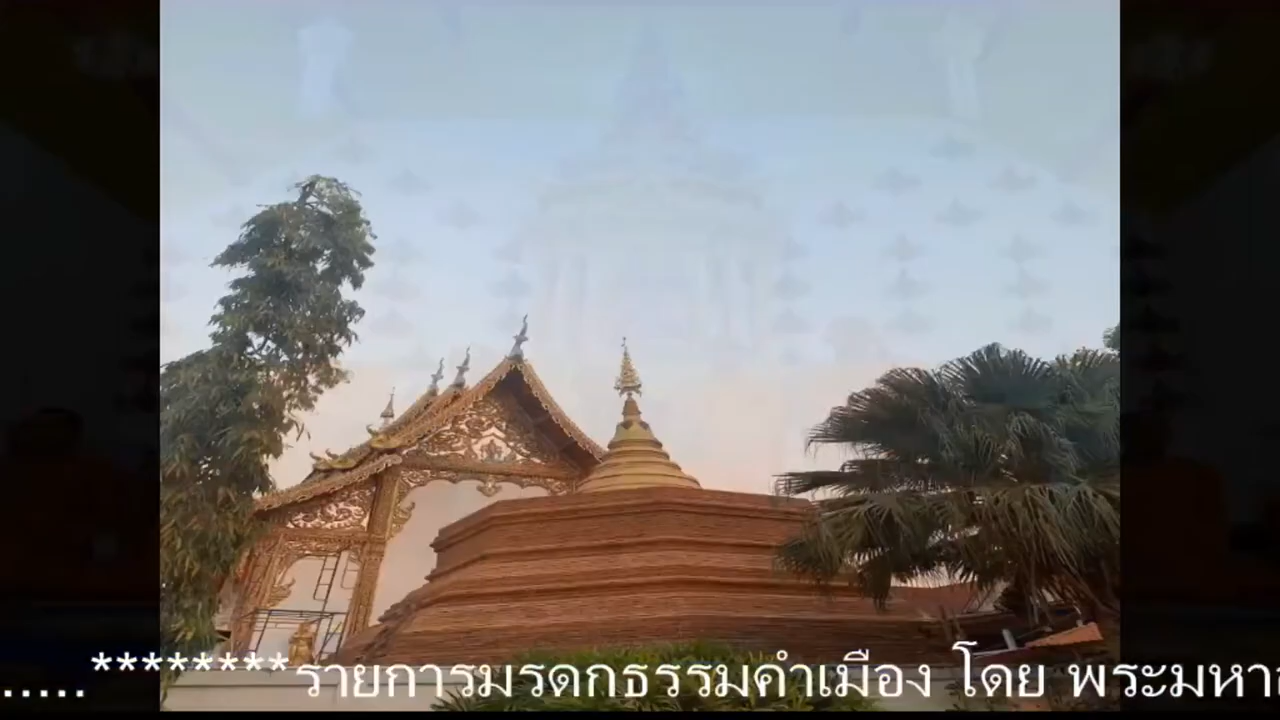 .....********รายการมรดกธรรมคำเมือง โดย พระมหา